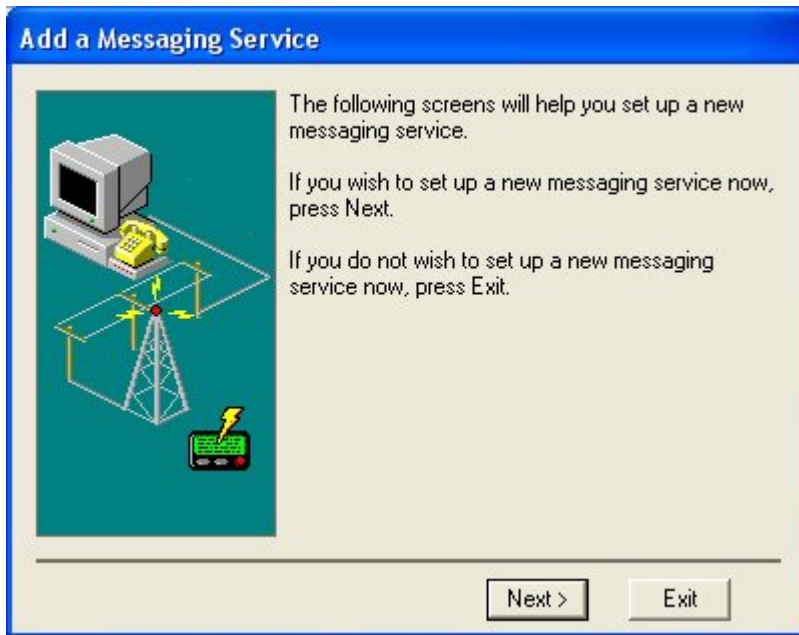 Add a Messaging Service
The following screens will help you set up a new
messaging service.
If you wish to set up a new messaging service now,
press Next.
If you do not wish to set up a new messaging
service now, press Exit.
Next >
Exit